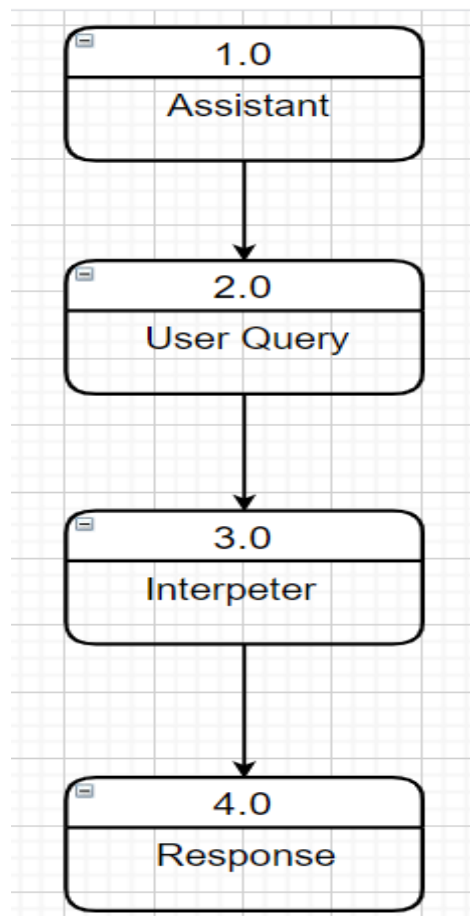 1.0
Assistant
2.0
User Query
3.0
Interpeter
4.0
Response